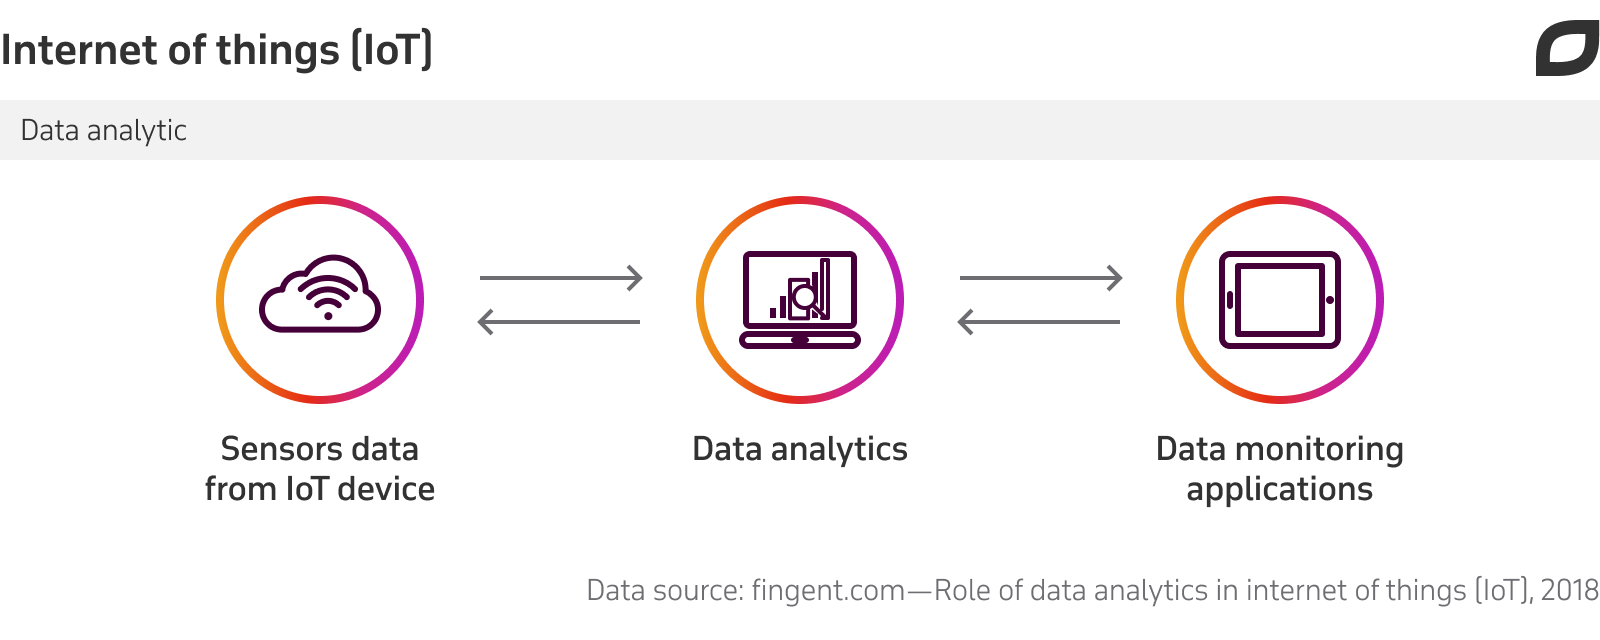 Internet of things (IoT)
Data analytic
Sensors data
from IoT device
Data analytics
Data monitoring
applications
Data source: fingent.com—Role of data analytics in internet of things (IoT), 2018